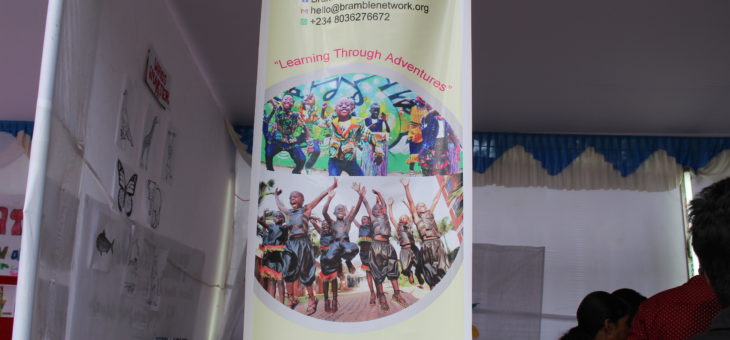 hello@bramblenetwork.org
+234 8036276672
"Learning Through Adventures"